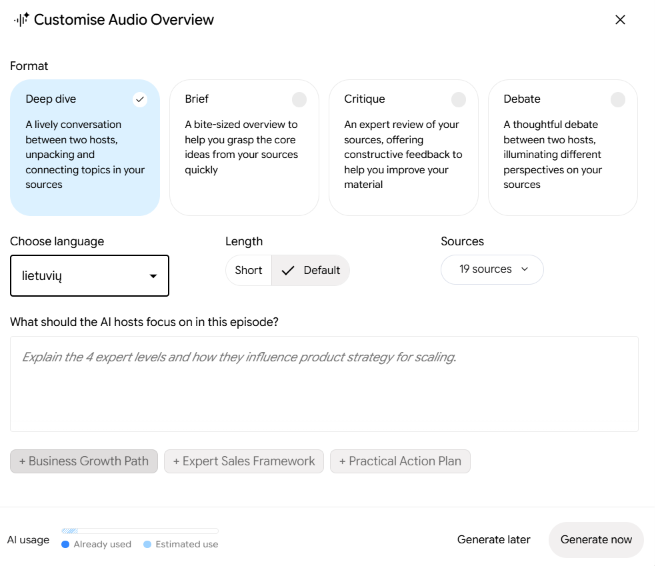 Customise Audio Overview
Format
Deep dive
A lively conversation
between two hosts,
unpacking and
connecting topics in your
sources
Brief
A bite-sized overview to
help you grasp the core
ideas from your sources
quickly
Critique
An expert review of your
sources, offering
constructive feedback to
help you improve your
material
Debate
A thoughtful debate
between two hosts,
illuminating different
perspectives on your
sources
Choose language
lietuvių
Length
Short
Default
Sources
19 sources
What should the AI hosts focus on in this episode?
Explain the 4 expert levels and how they influence product strategy for scaling.
+ Business Growth Path
+ Expert Sales Framework
+ Practical Action Plan
AI usage
Already used
Estimated use
Generate later
Generate now